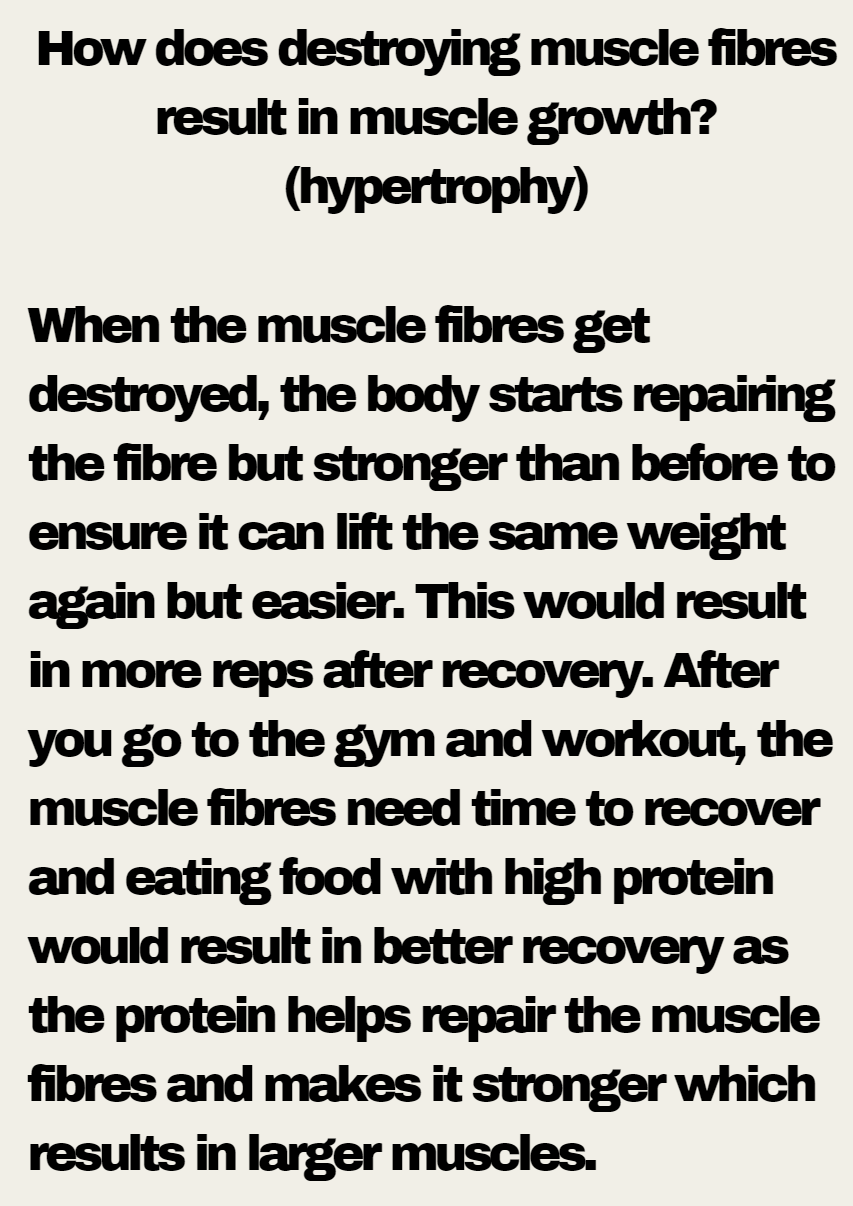 How does destroying muscle fibres
result in muscle growth?
(hypertrophy)
When the muscle fibres get
destroyed, the body starts repairing
the fibre but stronger than before to
ensure it can lift the same weight
again but easier. This would result
in more reps after recovery. After
you go to the gym and workout, the
muscle fibres need time to recover
and eating food with high protein
would result in better recovery as
the protein helps repair the muscle
fibres and makes it stronger which
results in larger muscles.